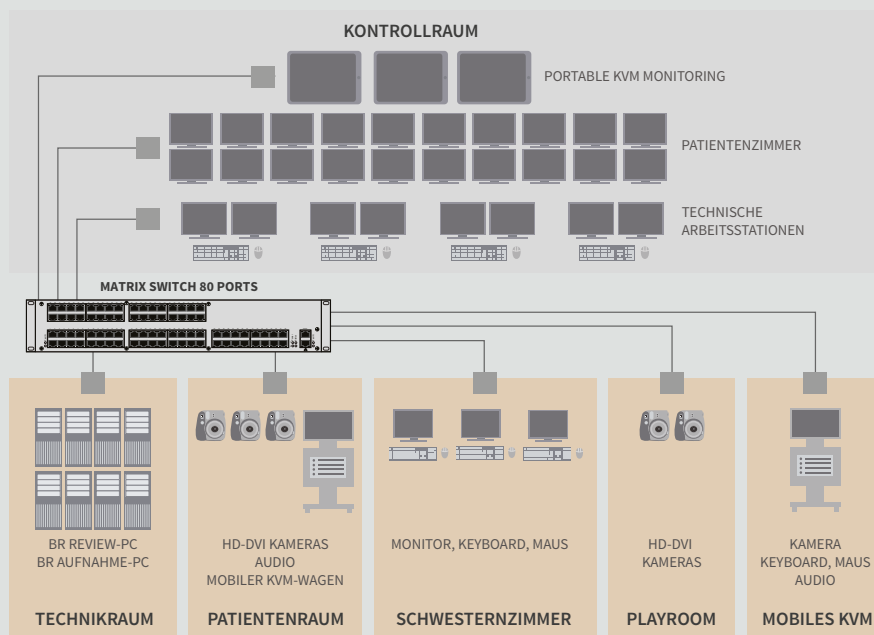 KONTROLLRAUM
PORTABLE KVM MONITORING
PATIENTENZIMMER
TECHNISCHE
ARBEITSSTATIONEN
MATRIX SWITCH 80 PORTS
BR REVIEW-PC
BR AUFNAHME-PC
TECHNIKRAUM
HD-DVI KAMERAS
AUDIO
MOBILER KVM-WAGEN
PATIENTENRAUM
MONITOR, KEYBOARD, MAUS
SCHWESTERNZIMMER
HD-DVI
KAMERAS
PLAYROOM
KAMERA
KEYBOARD, MAUS
AUDIO
MOBILES KVM